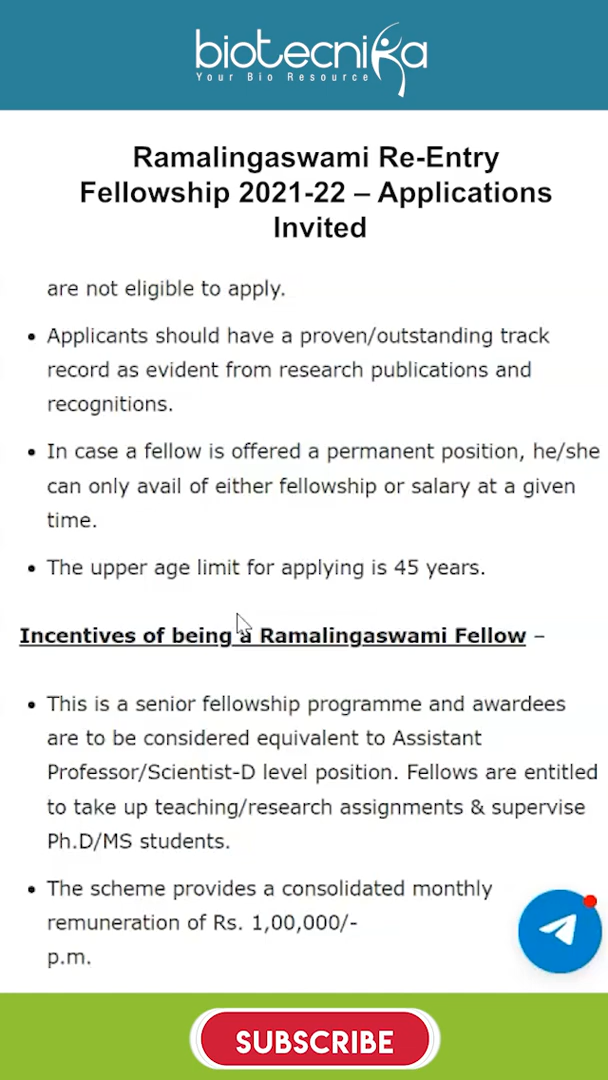 biotecnika
Your Bio Resource
Ramalingaswami Re-Entry
Fellowship 2021-22 – Applications
Invited
are not eligible to apply.
• Applicants should have a proven/outstanding track
record as evident from research publications and
recognitions.
• In case a fellow is offered a permanent position, he/she
can only avail of either fellowship or salary at a given
time.
• The upper age limit for applying is 45 years.
Incentives of being a Ramalingaswami Fellow –
• This is a senior fellowship programme and awardees
are to be considered equivalent to Assistant
Professor/Scientist-D level position. Fellows are entitled
to take up teaching/research assignments & supervise
Ph.D/MS students.
• The scheme provides a consolidated monthly
remuneration of Rs. 1,00,000/-
p.m.
SUBSCRIBE